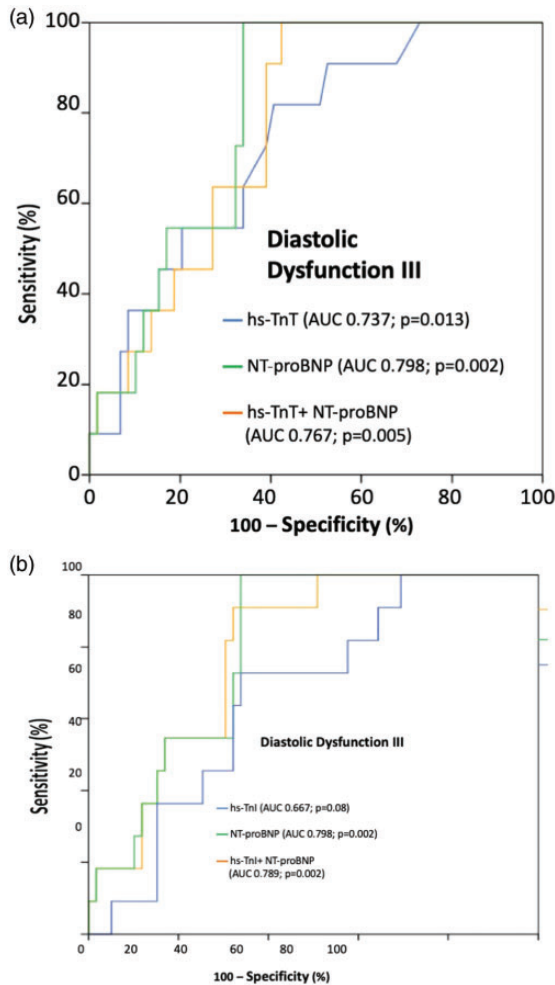 (a)
100
80
60
40
20
0
Sensitivity (%)
Diastolic
Dysfunction III
hs-TnT (AUC 0.737; p=0.013)
NT-proBNP (AUC 0.798; p=0.002)
hs-TnT+ NT-proBNP
(AUC 0.767; p=0.005)
0 20 40 60 80 100
100 – Specificity (%)
(b)
100
80
60
40
20
0
Sensitivity (%)
Diastolic Dysfunction III
hs-TnI (AUC 0.667; p=0.08)
NT-proBNP (AUC 0.798; p=0.002)
hs-TnI+ NT-proBNP
(AUC 0.789; p=0.002)
0 20 40 60 80 100
100 – Specificity (%)